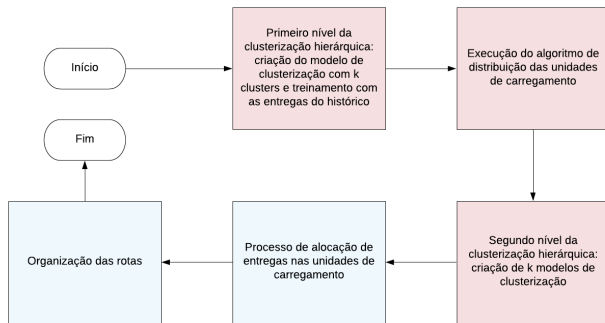 Início
Primeiro nível da
clusterização hierárquica:
criação do modelo de
clusterização com k
clusters e treinamento com
as entregas do histórico
Execução do algoritmo de
distribuição das unidades
de carregamento
Segundo nível da
clusterização hierárquica:
criação de k modelos de
clusterização
Processo de alocação de
entregas nas unidades de
carregamento
Organização das rotas
Fim